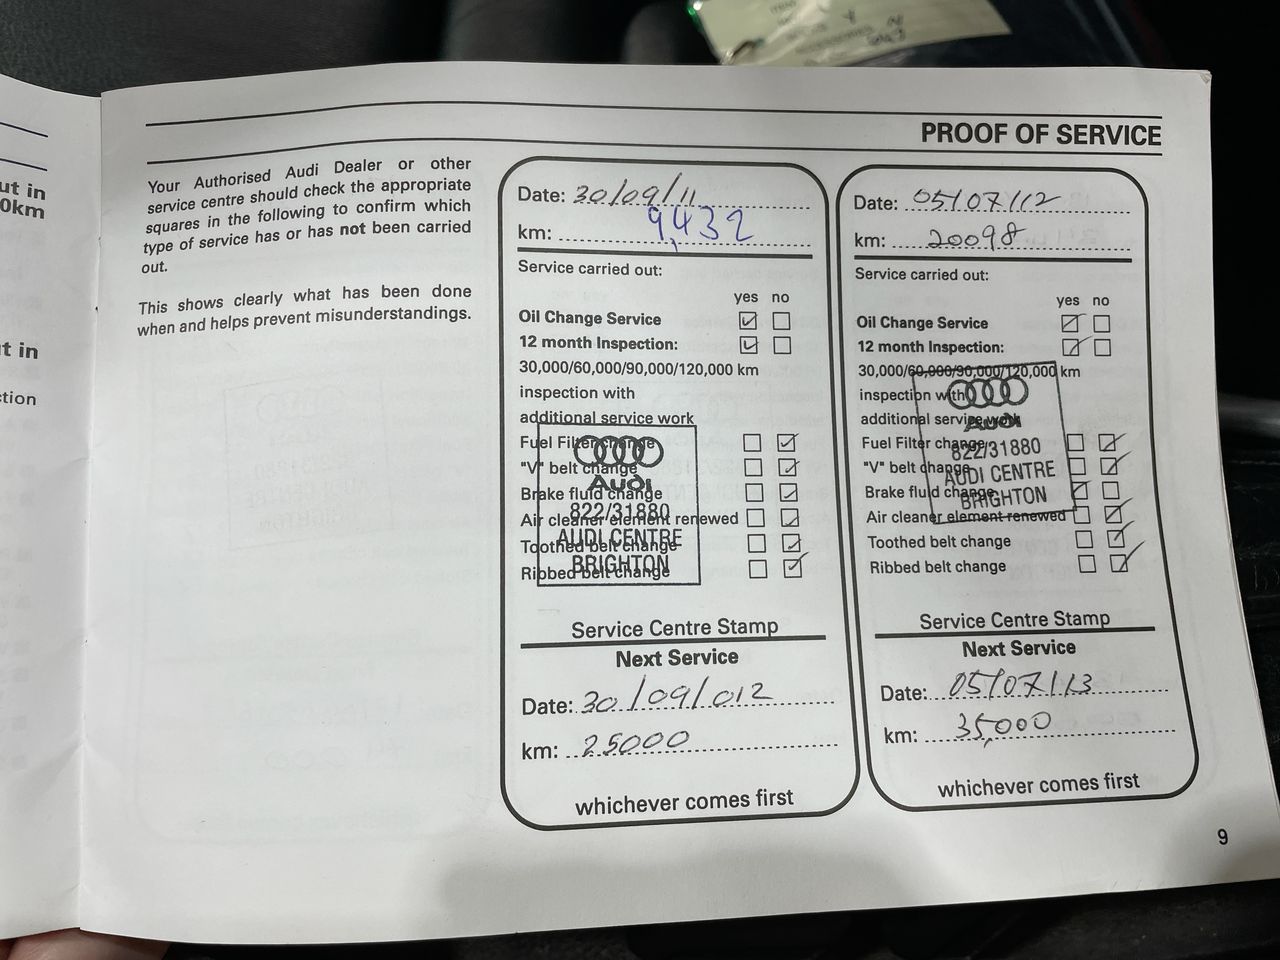 ut in
0km
t in
ction
PROOF OF SERVICE
Your Authorised Audi Dealer or other
service centre should check the appropriate
squares in the following to confirm which
type of service has or has not been carried
out.
This shows clearly what has been done
when and helps prevent misunderstandings.
Date: 30/09/11
km: 9,432
Service carried out:
yes no
Oil Change Service
12 month Inspection:
30,000/60,000/90,000/120,000 km
inspection with
additional service work
Fuel Filter change
"V" belt change
Brake fluid change
Air cleaner element renewed
Toothed belt change
Ribbed belt change
Audi
822/31880
AUDI CENTRE
BRIGHTON
Service Centre Stamp
Next Service
Date: 30/09/012
km: 25000
whichever comes first
Date: 05/07/12
km: 20098
Service carried out:
yes no
Oil Change Service
12 month Inspection:
30,000/60,000/90,000/120,000 km
inspection with
additional service work
Fuel Filter change
"V" belt change
Brake fluid change
Air cleaner element renewed
Toothed belt change
Ribbed belt change
Audi
822/31880
AUDI CENTRE
BRIGHTON
Service Centre Stamp
Next Service
Date: 05/07/13
km: 35,000
whichever comes first
9